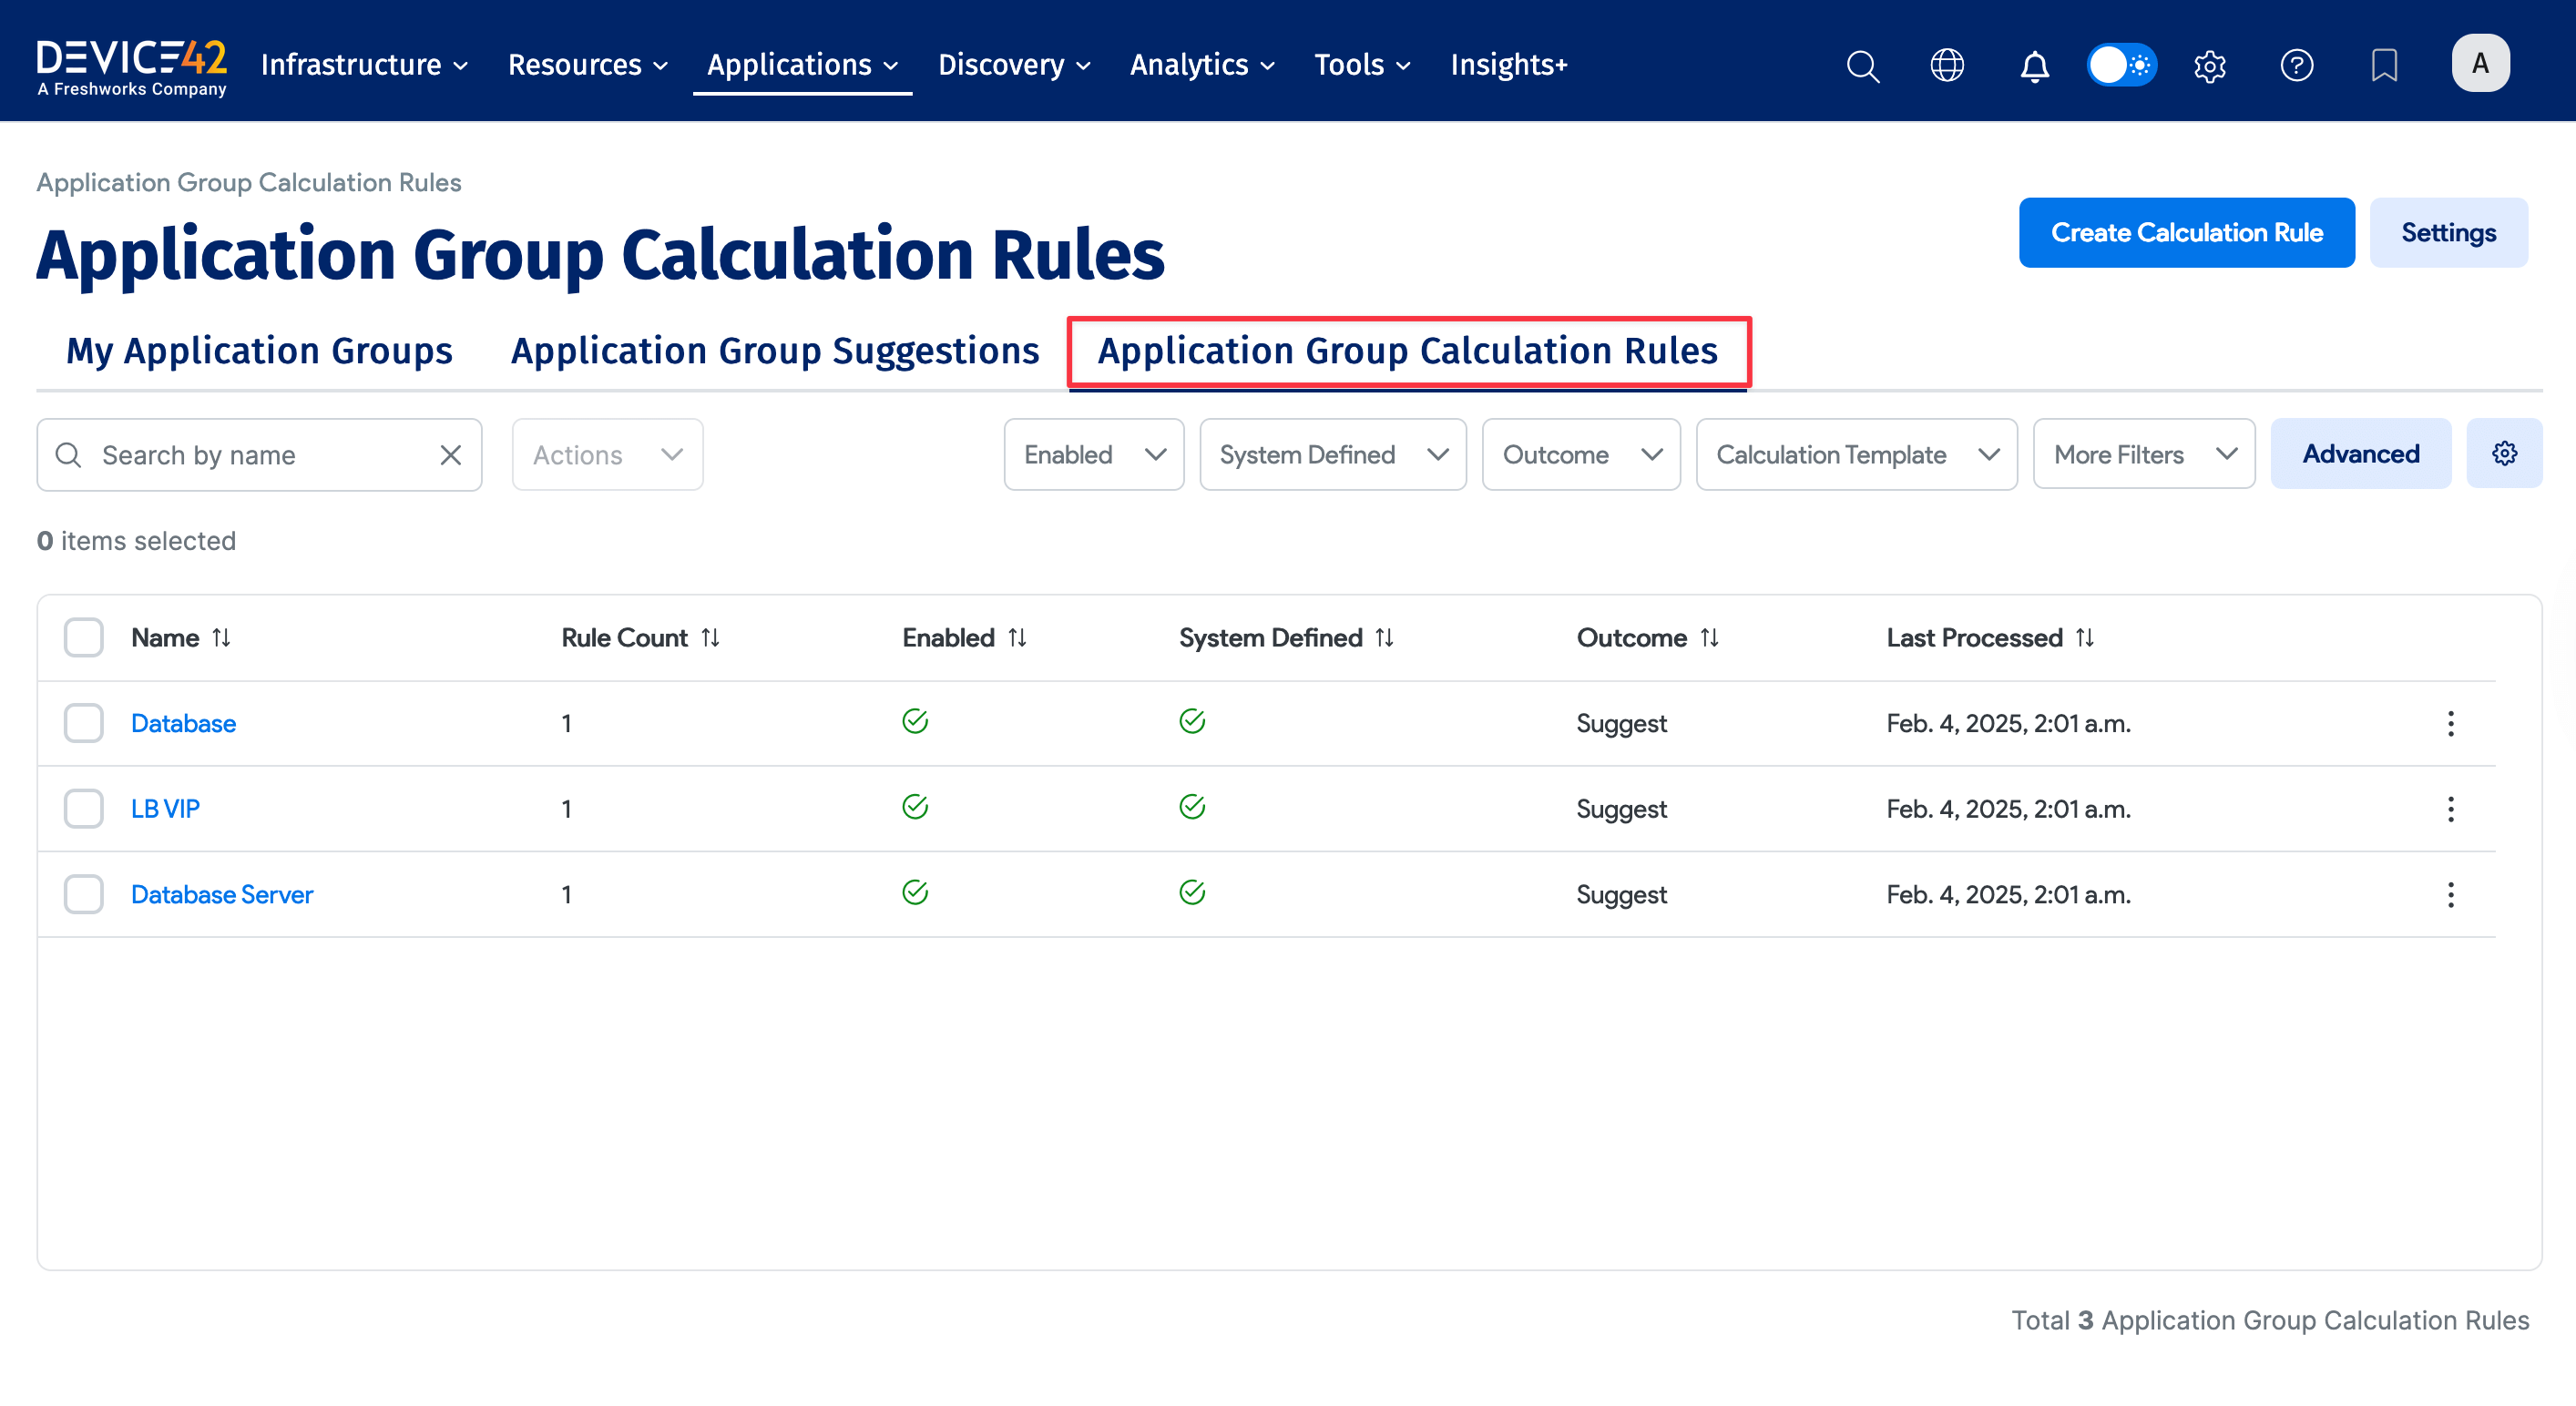 DEVICE42
A Freshworks Company
Infrastructure Resources Applications Discovery Analytics Tools Insights+
A
Application Group Calculation Rules
Application Group Calculation Rules
Create Calculation Rule Settings
My Application Groups Application Group Suggestions Application Group Calculation Rules
Search by name Actions Enabled System Defined Outcome Calculation Template More Filters Advanced
0 items selected
Name Rule Count Enabled System Defined Outcome Last Processed
Database 1 Suggest Feb. 4, 2025, 2:01 a.m.
LB VIP 1 Suggest Feb. 4, 2025, 2:01 a.m.
Database Server 1 Suggest Feb. 4, 2025, 2:01 a.m.
Total 3 Application Group Calculation Rules